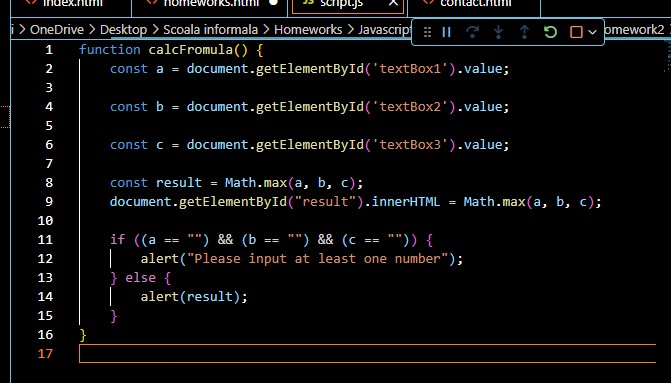 index.html homeworks.html JS script.js contact.html
i > OneDrive > Desktop > Scoala informala > Homeworks > Javascript omework2 >
1 function calcFromula() {
2 const a = document.getElementById('textBox1').value;
3
4 const b = document.getElementById('textBox2').value;
5
6 const c = document.getElementById('textBox3').value;
7
8 const result = Math.max(a, b, c);
9 document.getElementById("result").innerHTML = Math.max(a, b, c);
10
11 if ((a == "") && (b == "") && (c == "")) {
12 alert("Please input at least one number");
13 } else {
14 alert(result);
15 }
16 }
17